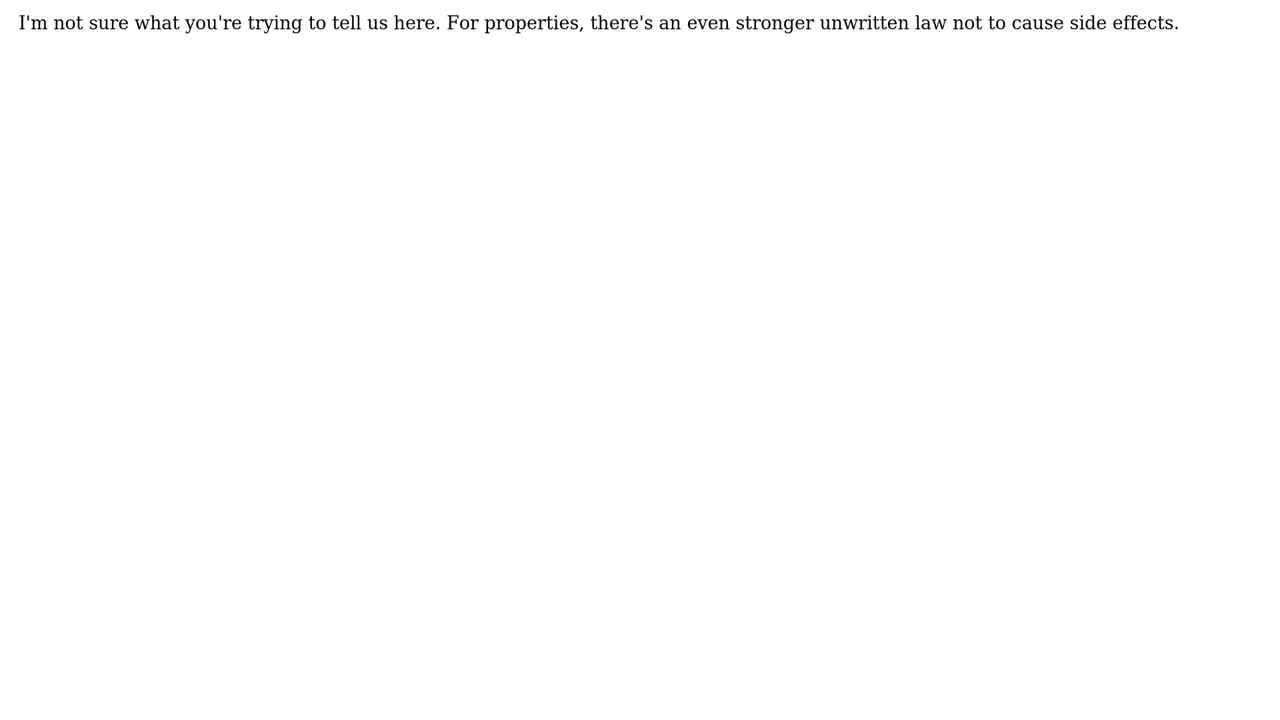 I'm not sure what you're trying to tell us here. For properties, there's an even stronger unwritten law not to cause side effects.